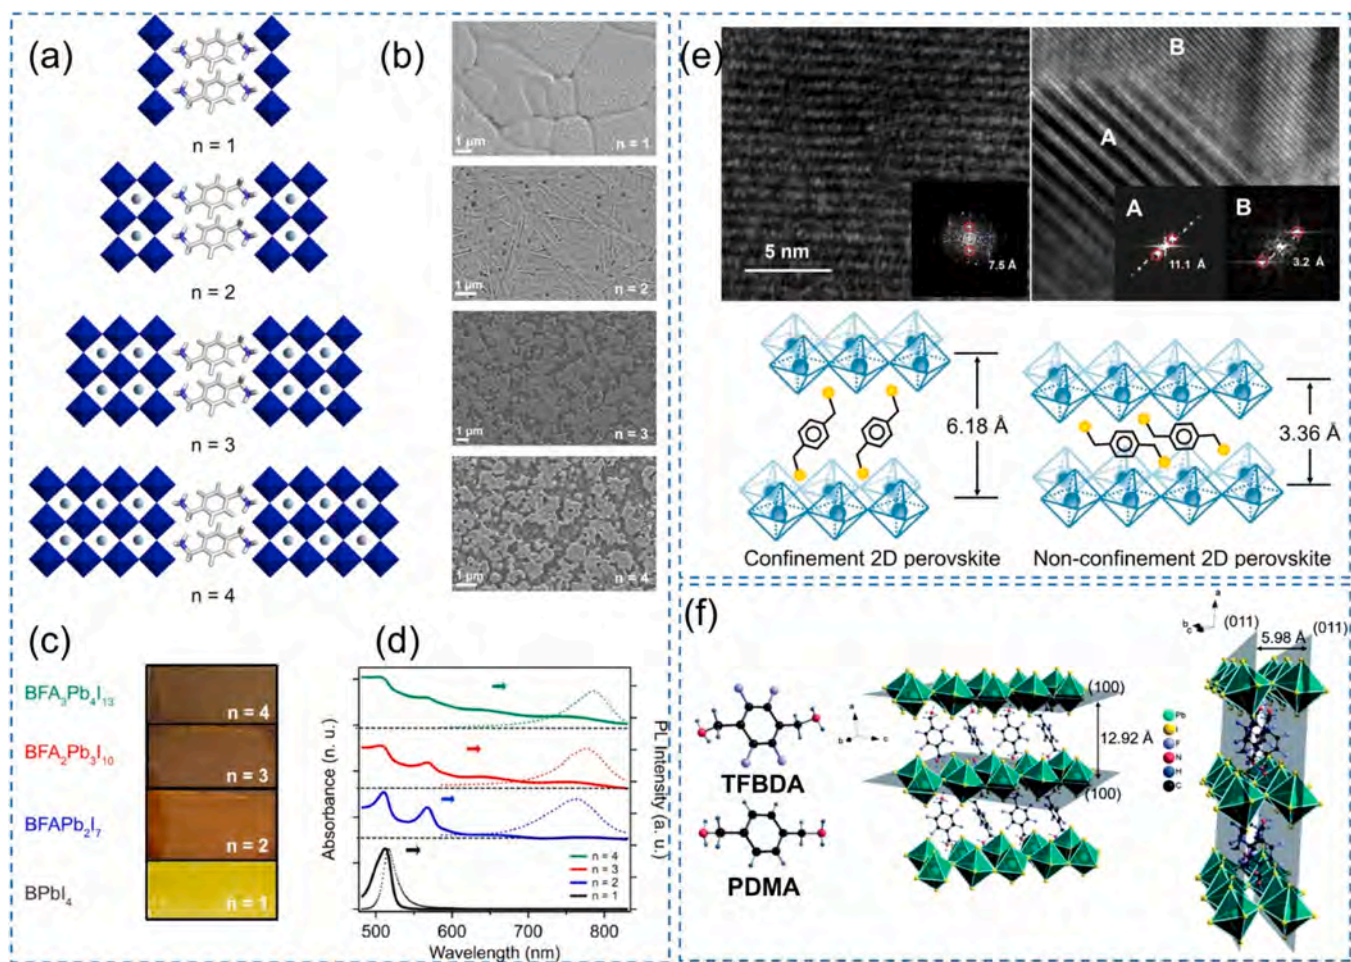 (a)
n = 1
n = 2
n = 3
n = 4
(b)
1 μm
n = 1
1 μm
n = 2
1 μm
n = 3
1 μm
n = 4
(c)
BFA₃Pb₄I₁₃
BFA₂Pb₃I₁₀
BFAPb₂I₇
BPbI₄
n = 4
n = 3
n = 2
n = 1
(d)
Absorbance (n. u.)
PL Intensity (a. u.)
n = 4
n = 3
n = 2
n = 1
500 600 700 800
Wavelength (nm)
(e)
5 nm
7.5 Å
B
A
A
11.1 Å
B
3.2 Å
6.18 Å
3.36 Å
Confinement 2D perovskite
Non-confinement 2D perovskite
(f)
TFBDA
PDMA
a
b
c
(100)
12.92 Å
(100)
Pb
I
F
N
H
C
a
b
c
(011)
5.98 Å
(011)